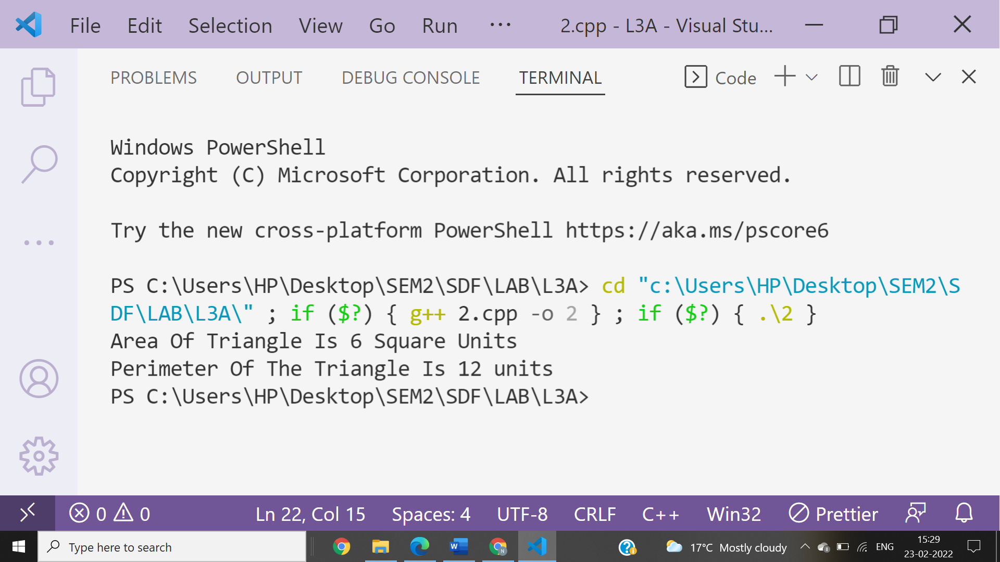 File Edit Selection View Go Run ··· 2.cpp - L3A - Visual Stu...
PROBLEMS OUTPUT DEBUG CONSOLE TERMINAL Code
Windows PowerShell
Copyright (C) Microsoft Corporation. All rights reserved.
Try the new cross-platform PowerShell https://aka.ms/pscore6
PS C:\Users\HP\Desktop\SEM2\SDF\LAB\L3A> cd "c:\Users\HP\Desktop\SEM2\S
DF\LAB\L3A\" ; if ($?) { g++ 2.cpp -o 2 } ; if ($?) { .\2 }
Area Of Triangle Is 6 Square Units
Perimeter Of The Triangle Is 12 units
PS C:\Users\HP\Desktop\SEM2\SDF\LAB\L3A>
0 0 Ln 22, Col 15 Spaces: 4 UTF-8 CRLF C++ Win32 Prettier
Type here to search W N 17°C Mostly cloudy ENG 15:29
23-02-2022